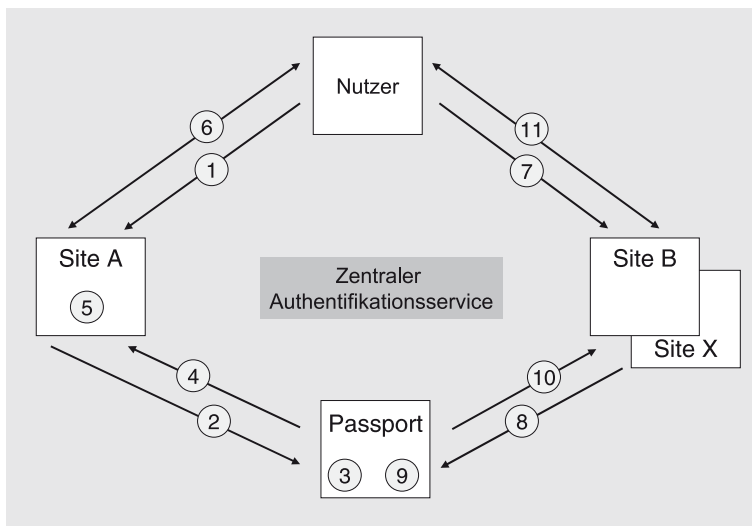 Nutzer
6
11
1
7
Site A
5
Zentraler
Authentifikationsservice
Site B
Site X
4
10
2
8
Passport
3 9